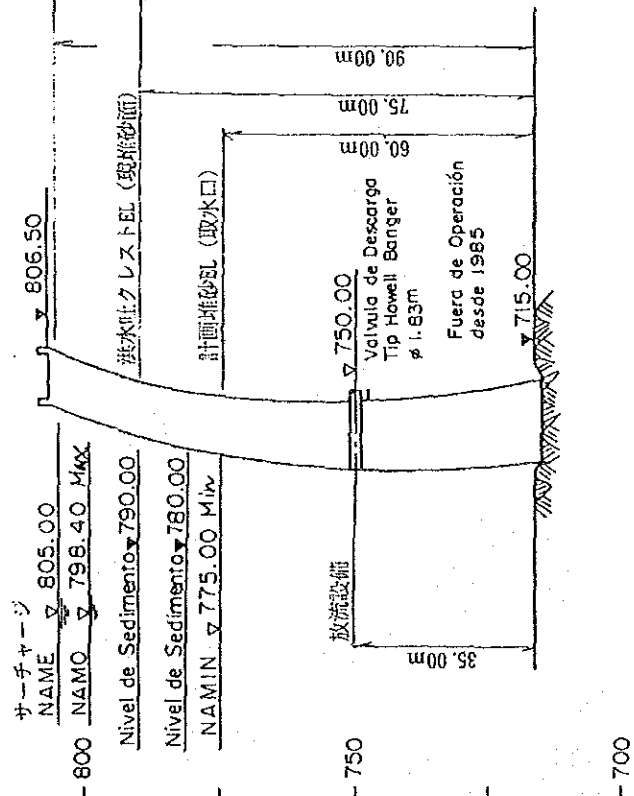 サーチャージ
NAME ▽ 805.00
NAMO ▽ 798.40 MAX
Nivel de Sedimento ▼ 790.00
Nivel de Sedimento ▼ 780.00
NAMIN ▽ 775.00 Min
800
750
700
放流設備
35.00m
▼ 806.50
洪水吐クレストEL (現堆砂面)
計画堆砂EL (取水口)
▽ 750.00
Valvula de Descarga
Tip Howell Banger
ø 1.83m
Fuera de Operación
desde 1985
▼ 715.00
60.00m
75.00m
90.00m